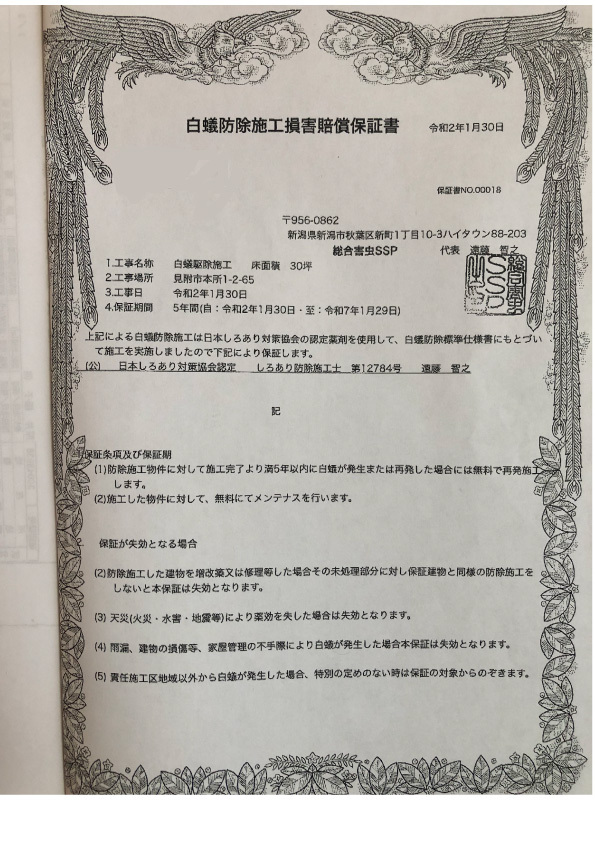 白蟻防除施工損害賠償保証書
令和2年1月30日
保証書NO.00018
〒956-0862
新潟県新潟市秋葉区新町1丁目10-3ハイタウン88-203
総合害虫SSP 代表 遠藤 智之
1.工事名称 白蟻駆除施工 床面積 30坪
2.工事場所 見附市本所1-2-65
3.工事日 令和2年1月30日
4.保証期間 5年間(自：令和2年1月30日・至：令和7年1月29日)
上記による白蟻防除施工は日本しろあり対策協会の認定薬剤を使用して、白蟻防除標準仕様書にもとづい
て施工を実施しましたので下記により保証します。
(公) 日本しろあり対策協会認定 しろあり防除施工士 第12784号 遠藤 智之
記
保証条項及び保証期
(1)防除施工物件に対して施工完了より満5年以内に白蟻が発生または再発した場合には無料で再発施工
します。
(2)施工した物件に対して、無料にてメンテナスを行います。
2 保証が失効となる場合
(2)防除施工した建物を増改築又は修理等した場合その未処理部分に対し保証建物と同様の防除施工を
しないと本保証は失効となります。
(3) 天災(火災・水害・地震等)により薬効を失した場合は失効となります。
(4) 雨漏、建物の損傷等、家屋管理の不手際により白蟻が発生した場合本保証は失効となります。
(5) 責任施工区地域以外から白蟻が発生した場合、特別の定めのない時は保証の対象からのぞきます。